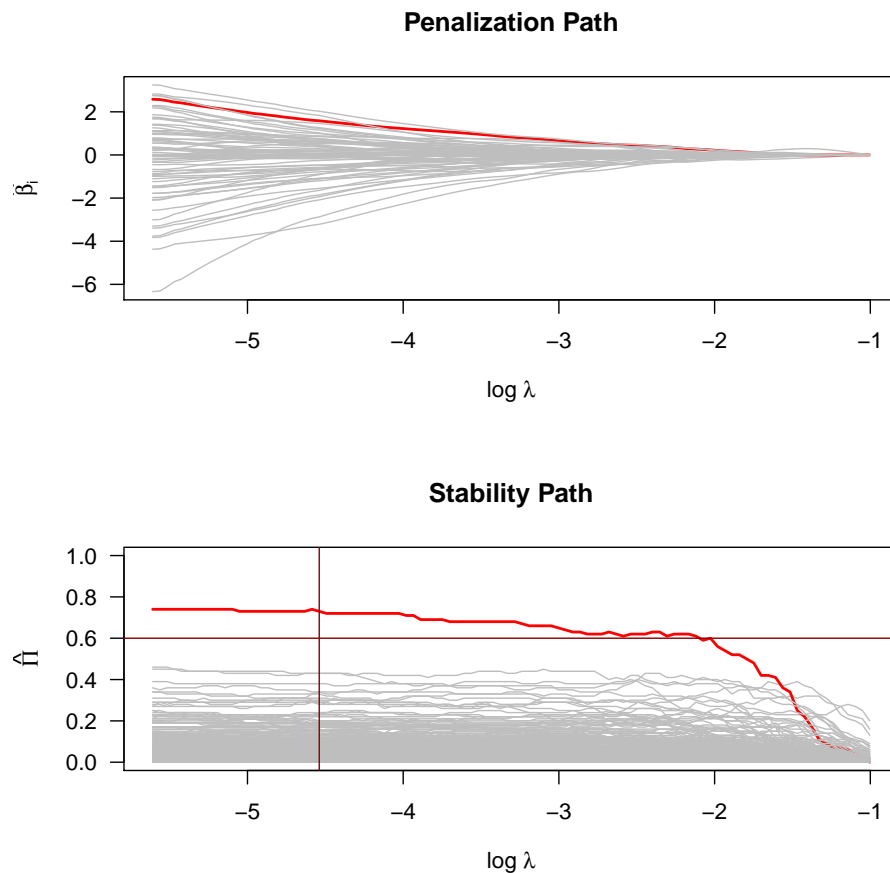 Penalization Path
2
0
−2
−4
−6
β̂i
−5 −4 −3 −2 −1
log λ
Stability Path
1.0
0.8
0.6
0.4
0.2
0.0
Π̂
−5 −4 −3 −2 −1
log λ